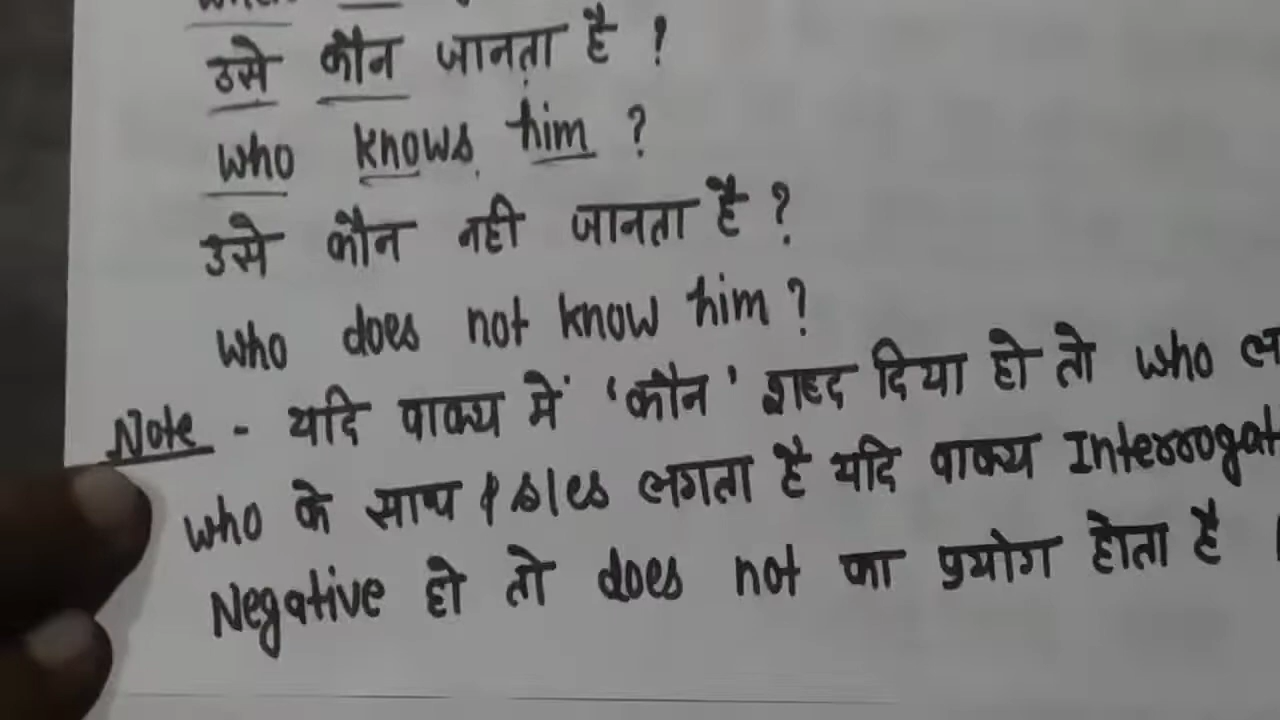 उसे कौन जानता है ?
who knows him ?
उसे कौन नही जानता है ?
who does not know him ?
Note - यदि वाक्य में 'कौन' शब्द दिया हो तो who
who के साथ s/es लगता है यदि वाक्य Interrogat
Negative हो तो does not का प्रयोग होता है